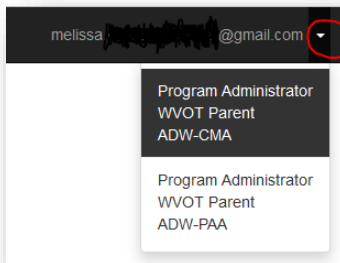 melissa @gmail.com
Program Administrator
WVOT Parent
ADW-CMA
Program Administrator
WVOT Parent
ADW-PAA